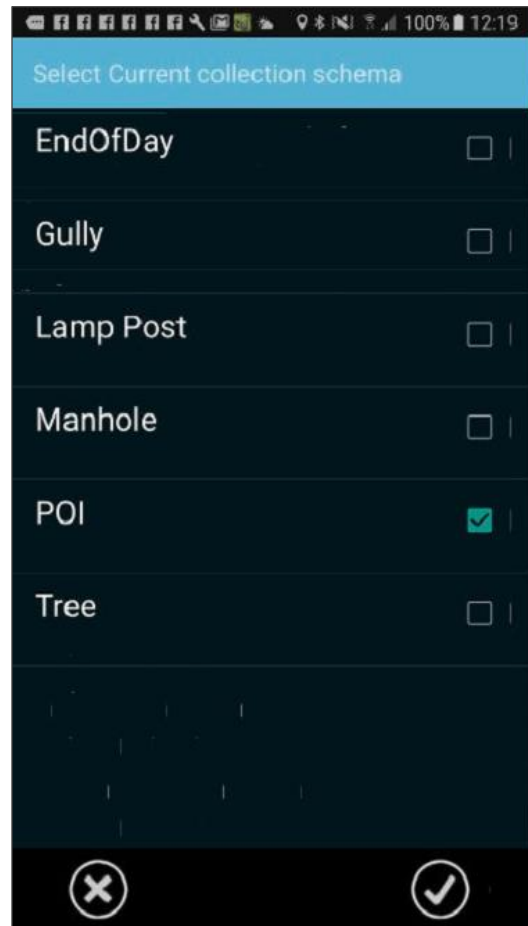 100% 12:19
Select Current collection schema
EndOfDay
Gully
Lamp Post
Manhole
POI
Tree